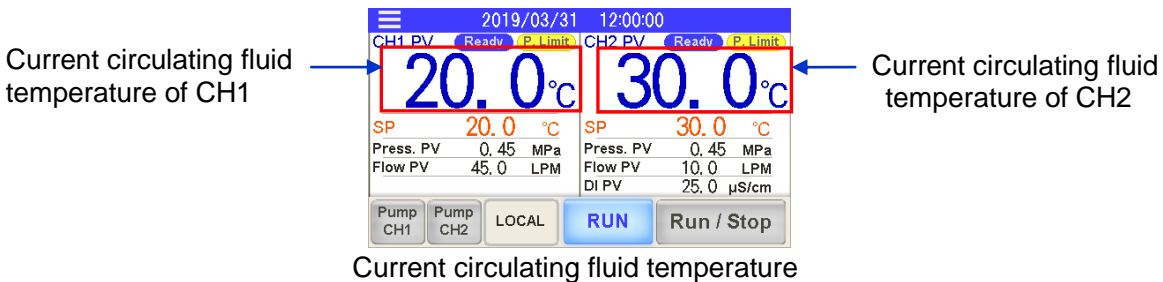 2019/03/31 12:00:00
CH1 PV Ready P. Limit CH2 PV Ready P. Limit
Current circulating fluid
temperature of CH1
20. 0 °C 30. 0 °C
Current circulating fluid
temperature of CH2
SP 20. 0 °C SP 30. 0 °C
Press. PV 0. 45 MPa Press. PV 0. 45 MPa
Flow PV 45. 0 LPM Flow PV 10. 0 LPM
DI PV 25. 0 µS/cm
Pump CH1 Pump CH2 LOCAL RUN Run / Stop
Current circulating fluid temperature